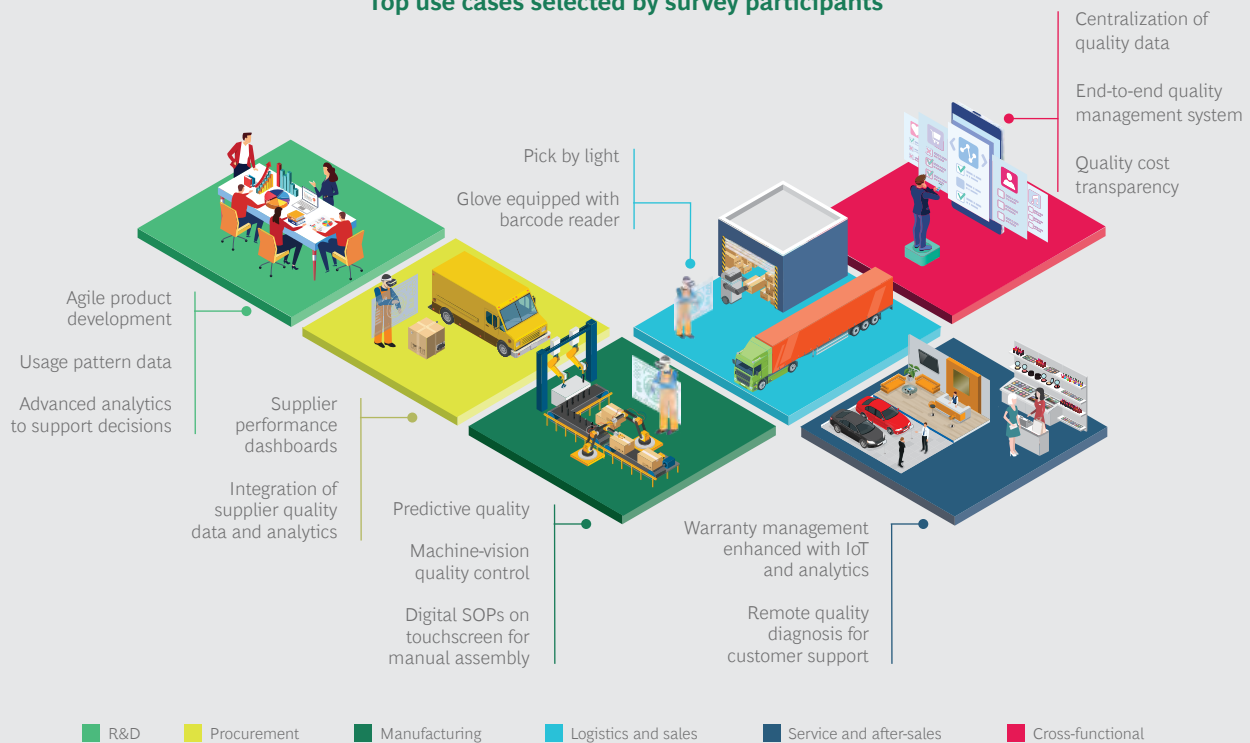 Top use cases selected by survey participants
Centralization of
quality data
End-to-end quality
management system
Quality cost
transparency
Pick by light
Glove equipped with
barcode reader
Agile product
development
Usage pattern data
Advanced analytics
to support decisions
Supplier
performance
dashboards
Integration of
supplier quality
data and analytics
Predictive quality
Machine-vision
quality control
Digital SOPs on
touchscreen for
manual assembly
Warranty management
enhanced with IoT
and analytics
Remote quality
diagnosis for
customer support
R&D
Procurement
Manufacturing
Logistics and sales
Service and after-sales
Cross-functional